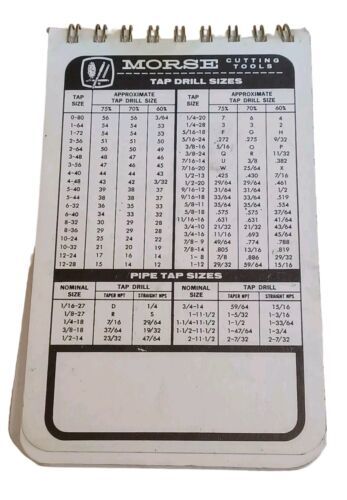 MORSE CUTTING TOOLS
TAP DRILL SIZES
TAP SIZE APPROXIMATE TAP DRILL SIZE
75% 70% 60%
0-80 56 56 3/64
1-64 54 54 53
1-72 54 54 53
2-56 51 51 50
2-64 50 50
3-48 48 46
3-56 46 45
4-40 44 44 43
4-48 43 42 3/32
5-40 39 38 37
5-44 38 37
6-32 36 35 33
6-40 33 32
8-32 29 29
8-36 29 29
10-24 25 24 22
10-32 21 20 19
12-24 17 16 14
12-28 15 14
TAP SIZE APPROXIMATE TAP DRILL SIZE
75% 70% 60%
1/4-20 7 6 4
1/4-28 3 3 2
5/16-18 F G H
5/16-24 .272 .275 9/32
3/8-16 5/16 O P
3/8-24 Q R 11/32
7/16-14 U 3/8 .382
7/16-20 W 25/64 X
1/2-13 .425 .430 7/16
1/2-20 29/64 29/64 .461
9/16-12 31/64 31/64 1/2
9/16-18 33/64 33/64 .519
5/8-11 17/32 35/64
5/8-18 .575 .575 37/64
11/16-16 .631 .631 41/64
3/4-10 21/32 21/32 43/64
3/4-16 11/16 .693 45/64
7/8- 9 49/64 .774 .788
7/8-14 .805 13/16 .819
1- 8 7/8 .886 29/32
1-12 29/32 59/64 15/16
PIPE TAP SIZES
NOMINAL SIZE TAP DRILL
TAPER NPT STRAIGHT NPS
1/16-27 D 1/4
1/8-27 R S
1/4-18 7/16 29/64
3/8-18 37/64 19/32
1/2-14 23/32 47/64
NOMINAL SIZE TAP DRILL
TAPER NPT STRAIGHT NPS
3/4-14 59/64 15/16
1-11-1/2 1-5/32 1-3/16
1-1/4-11-1/2 1-1/2 1-33/64
1-1/2-11-1/2 1-47/64 1-3/4
2-11-1/2 2-7/32 2-7/32